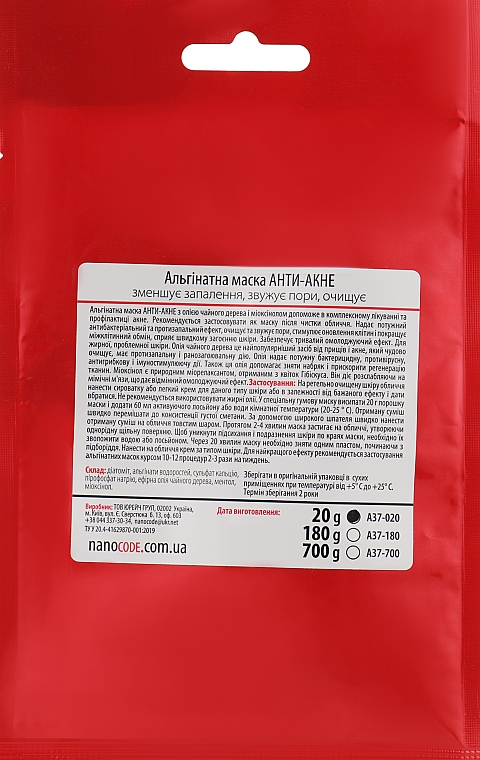 Альгінатна маска АНТИ-АКНЕ
зменшує запалення, звужує пори, очищує
Альгінатна маска АНТИ-АКНЕ з олією чайного дерева і міоксінолом допоможе в комплексному лікуванні та
профілактиці акне. Рекомендується застосовувати як маску після чистки обличчя. Надає потужний
антибактеріальний та протизапальний ефект, очищує та звужує пори, стимулує оновлення клітин і покращує
міжклітинний обмін, сприяє швидкому загоєнню шкіри. Забезпечує тривалий омолоджуючий ефект. Для
жирної, проблемної шкіри. Олія чайного дерева це найпопулярніший засіб від прищів і акне, який чудово
очищує, має протизапальну і ранозагоювальну дію. Олія надає потужну бактерицидну, противірусну,
антигрибкову і імуностимулюючу дії. Також ця олія допомагає зняти набряк і прискорити регенерацію
тканин. Міоксінол є природним міорелаксантом, отриманим з квіток Гібіскуса. Він діє розслабляючи на
мімічні м'язи, що дає відмінний омолоджуючий ефект. Застосування: На ретельно очищену шкіру обличчя
нанести сироватку або легкий крем для даного типу шкіри або в залежності від бажаного ефекту і дати
вбратися. Не рекомендується використовувати жирні олії. У спеціальну гумову миску висипати 20 г порошку
маски і додати 60 мл активуючого лосьйону або води кімнатної температури (20-25 ° С). Отриману суміш
швидко перемішати до консистенції густої сметани. За допомогою широкого шпателя швидко нанести
отриману суміш на обличчя товстим шаром. Протягом 2-4 хвилин маска застигає на обличчі, утворюючи
однорідну щільну поверхню. Щоб уникнути підсихання і подразнення шкіри по краях маски, необхідно їх
зволожити водою або лосьйоном. Через 20 хвилин маску необхідно зняти одним рухом, починаючи з
підборіддя. Нанести на обличчя крем за типом шкіри. Для найкращого ефекту рекомендується застосовувати
альгінатних масок курсом 10-12 процедур 2-3 рази на тиждень.
Склад: діатоміт, альгінати водоростей, сульфат кальцію,
пірофосфат натрію, ефірна олія чайного дерева, ментол,
міоксінол.
Зберігати в оригінальній упаковці в сухих
приміщеннях при температурі від +5° С до +25° С.
Термін зберігання 2 роки
Виробник: ТОВ ЮРЕЙЧ ГРУП, 02002 Україна,
м. Київ, вул. Є. Сверстюка б. 13, оф. 603
+38 044 337-30-34, nanocode@ukr.net
ТУ У 20.4-41629870-001:2019
Дата виготовлення:
20 g А37-020
180 g А37-180
700 g А37-700
nanoCODE.com.ua